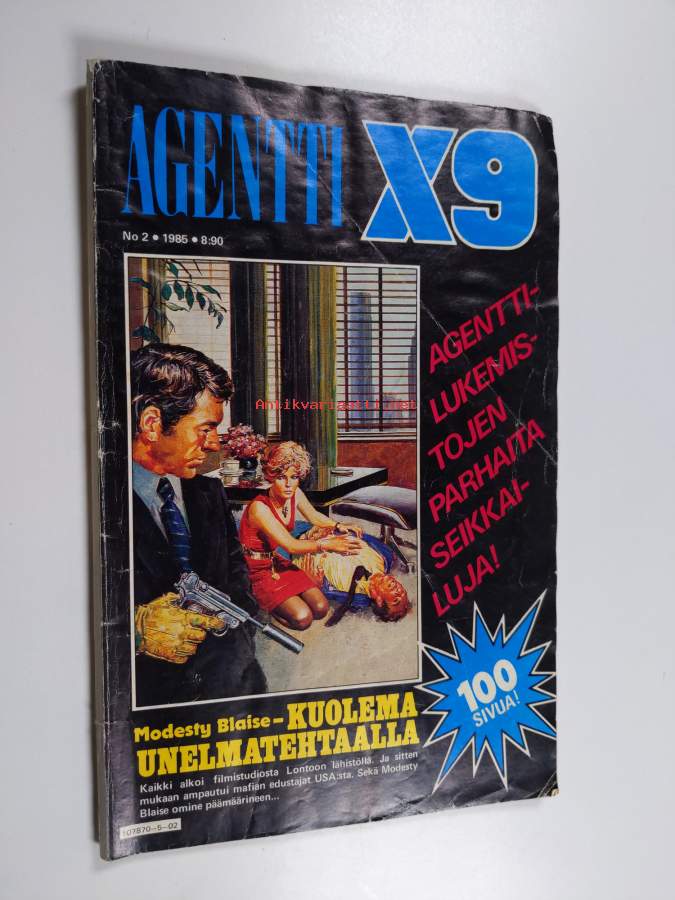 AGENTTI X9
No 2 • 1985 • 8:90
AGENTTI-
LUKEMIS-
TOJEN
PARHAITA
SEIKKAI-
LUJA!
Antikvariaatti.net
100
SIVUA!
Modesty Blaise - KUOLEMA
UNELMATEHTAALLA
Kaikki alkoi filmistudiosta Lontoon lähistöllä. Ja sitten
mukaan ampautui mafian edustajat USA:sta. Sekä Modesty
Blaise omine päämäärineen...
107870-5-02